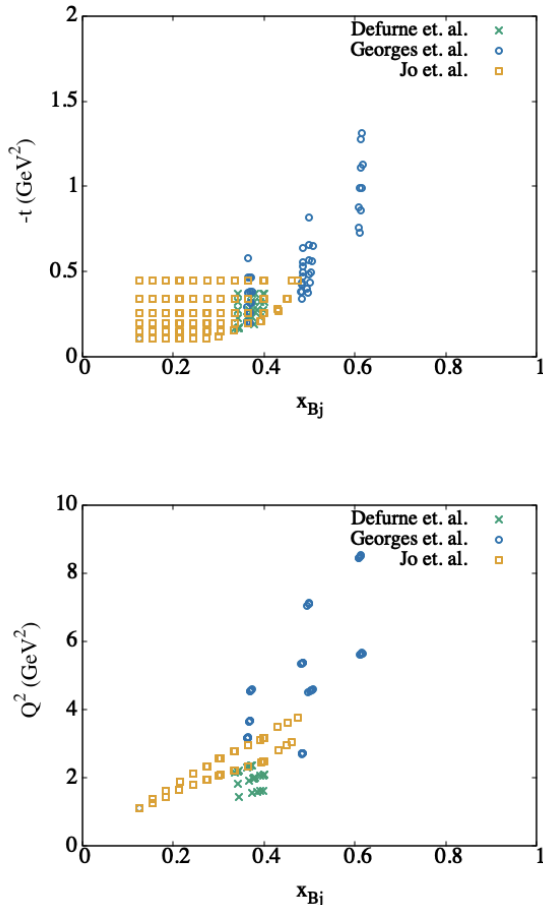 Defurne et. al.
Georges et. al.
Jo et. al.
2
1.5
1
0.5
0
-t (GeV²)
0 0.2 0.4 0.6 0.8 1
x_Bj
Defurne et. al.
Georges et. al.
Jo et. al.
10
8
6
4
2
0
Q² (GeV²)
0 0.2 0.4 0.6 0.8 1
x_Bj